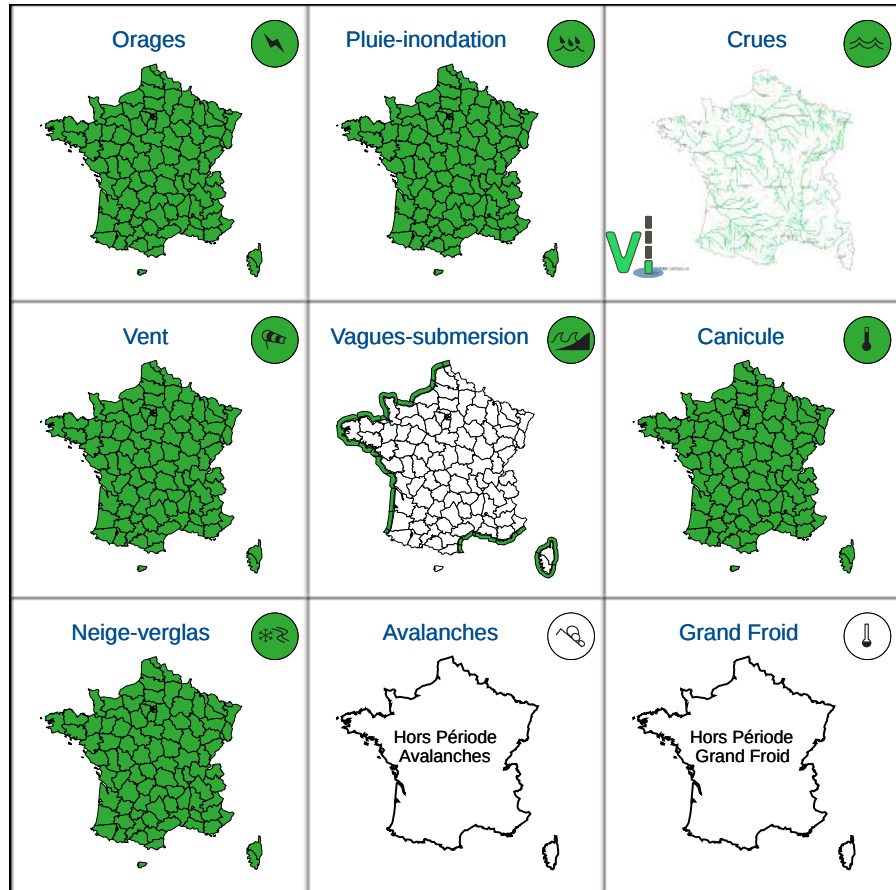 Orages
Pluie-inondation
Crues
Vent
Vagues-submersion
Canicule
Neige-verglas
Avalanches
Grand Froid
Hors Période
Avalanches
Hors Période
Grand Froid